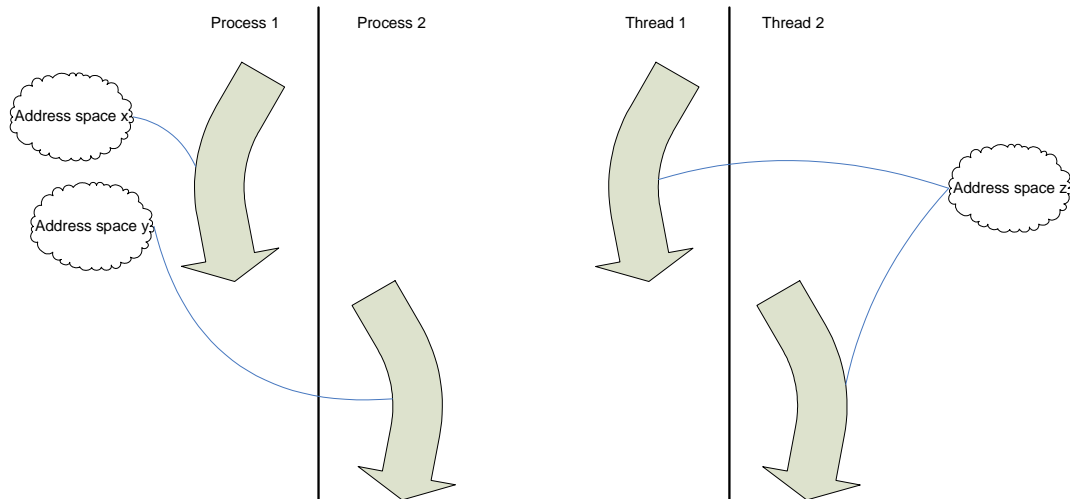 Process 1
Process 2
Thread 1
Thread 2
Address space x
Address space y
Address space z